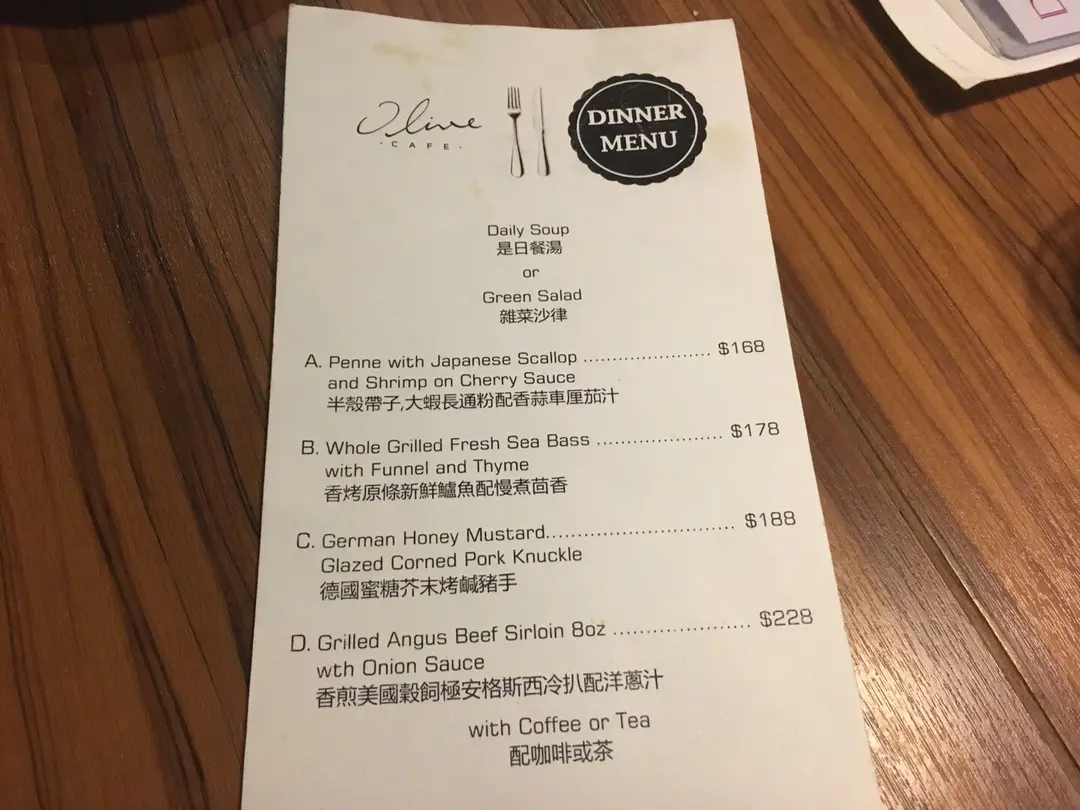 Olive
· CAFE ·
DINNER
MENU
Daily Soup
是日餐湯
or
Green Salad
雜菜沙律
A. Penne with Japanese Scallop ...................... $168
and Shrimp on Cherry Sauce
半殼帶子,大蝦長通粉配香蒜車厘茄汁
B. Whole Grilled Fresh Sea Bass ...................... $178
with Funnel and Thyme
香烤原條新鮮鱸魚配慢煮茴香
C. German Honey Mustard................................. $188
Glazed Corned Pork Knuckle
德國蜜糖芥末烤鹹豬手
D. Grilled Angus Beef Sirloin 8oz ..................... $228
wth Onion Sauce
香煎美國穀飼極安格斯西冷扒配洋蔥汁
with Coffee or Tea
配咖啡或茶